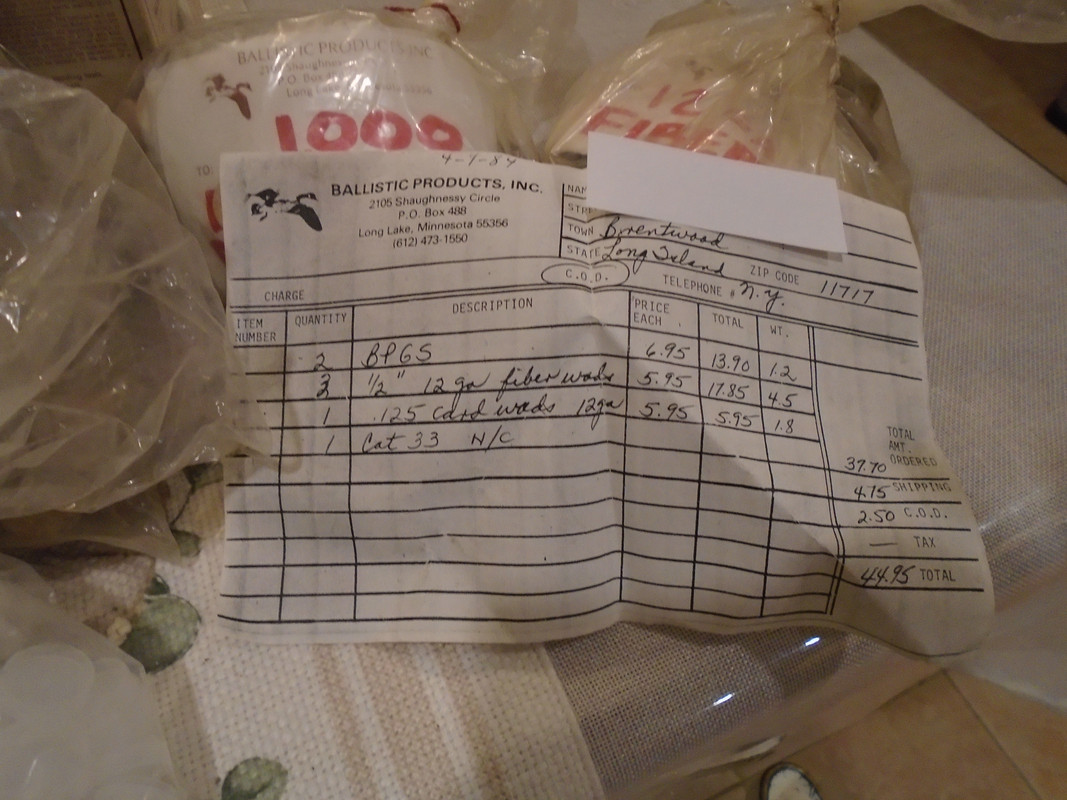 BALLISTIC PRODUCTS, INC
P.O. Box
55356
1000
TO:
12
FIBER
4-7-84
BALLISTIC PRODUCTS, INC.
2105 Shaughnessy Circle
P.O. Box 488
Long Lake, Minnesota 55356
(612) 473-1550
TOWN Brentwood
STATE Long Island ZIP CODE 11717
C.O.D. TELEPHONE # N.Y.
CHARGE
ITEM NUMBER QUANTITY DESCRIPTION PRICE EACH TOTAL WT.
2 BPGS 6.95 13.90 1.2
3 1/2" 12 ga fiber wads 5.95 17.85 4.5
1 .125 card wads 12ga 5.95 5.95 1.8
1 Cat 33 N/C
37.70 TOTAL AMT. ORDERED
4.75 SHIPPING
2.50 C.O.D.
— TAX
44.95 TOTAL